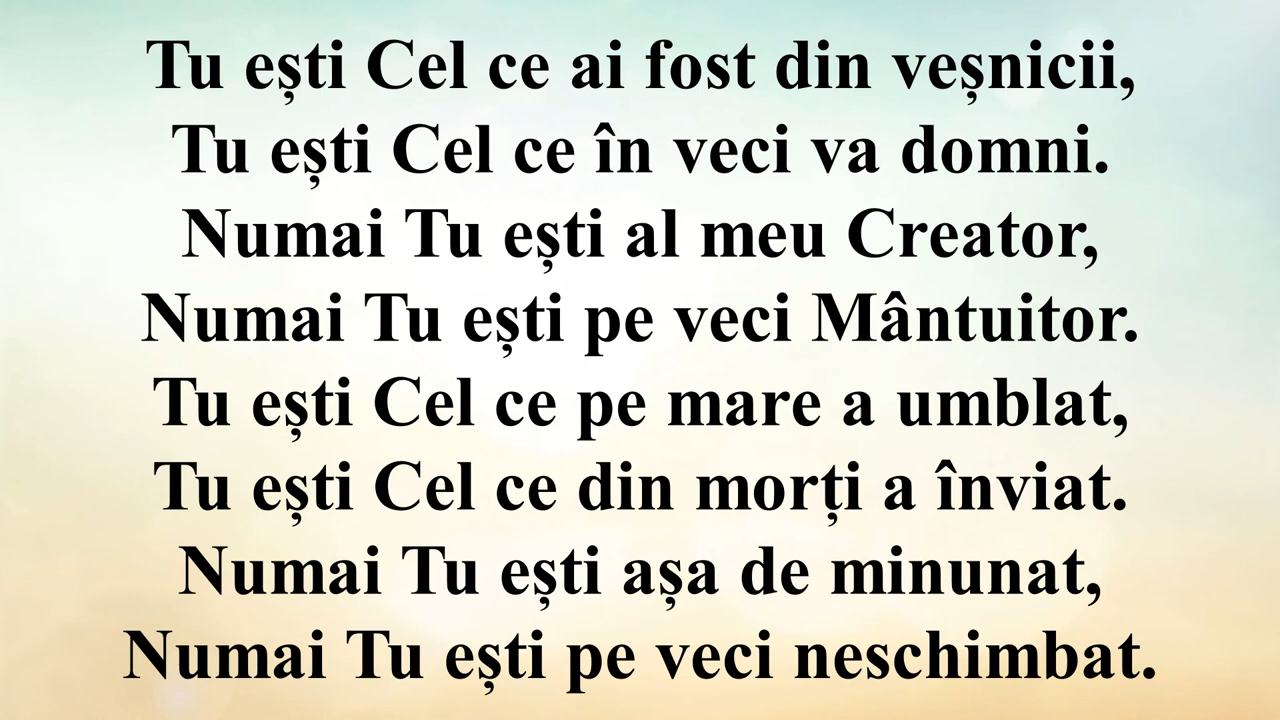 Tu ești Cel ce ai fost din veșnicii,
Tu ești Cel ce în veci va domni.
Numai Tu ești al meu Creator,
Numai Tu ești pe veci Mântuitor.
Tu ești Cel ce pe mare a umblat,
Tu ești Cel ce din morți a înviat.
Numai Tu ești așa de minunat,
Numai Tu ești pe veci neschimbat.